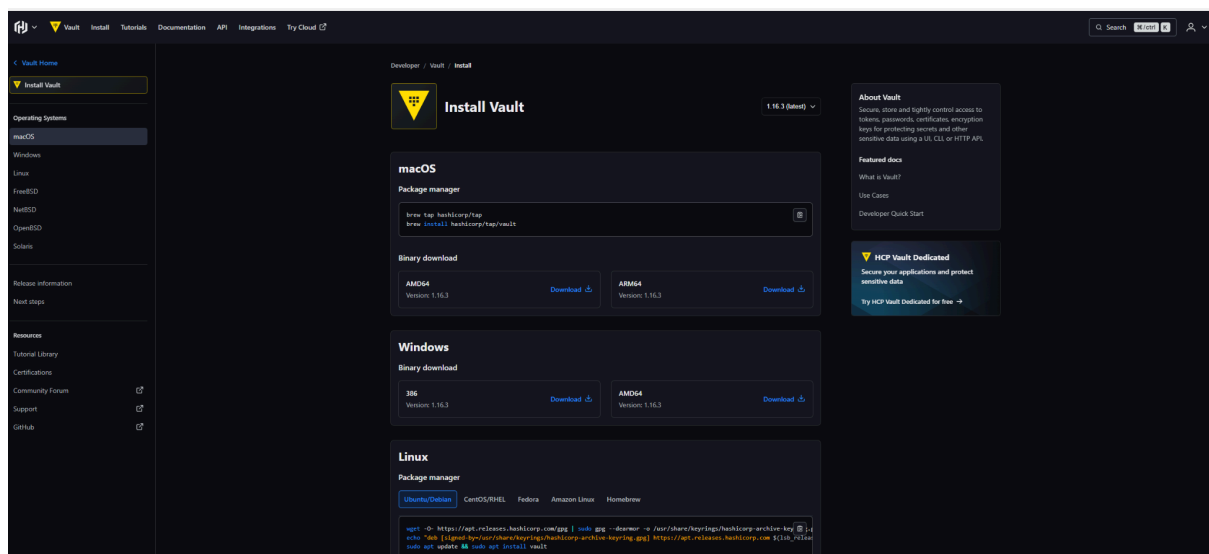 Vault
Install
Tutorials
Documentation
API
Integrations
Try Cloud
Search
⌘/ctrl
K
Vault Home
Install Vault
Operating Systems
macOS
Windows
Linux
FreeBSD
NetBSD
OpenBSD
Solaris
Release information
Next steps
Resources
Tutorial Library
Certifications
Community Forum
Support
GitHub
Developer / Vault / Install
Install Vault
1.16.3 (latest)
macOS
Package manager
brew tap hashicorp/tap
brew install hashicorp/tap/vault
Binary download
AMD64
Version: 1.16.3
Download
ARM64
Version: 1.16.3
Download
Windows
Binary download
386
Version: 1.16.3
Download
AMD64
Version: 1.16.3
Download
Linux
Package manager
Ubuntu/Debian
CentOS/RHEL
Fedora
Amazon Linux
Homebrew
wget -O- https://apt.releases.hashicorp.com/gpg | sudo gpg --dearmor -o /usr/share/keyrings/hashicorp-archive-key
echo "deb [signed-by=/usr/share/keyrings/hashicorp-archive-keyring.gpg] https://apt.releases.hashicorp.com $(lsb_releas
sudo apt update && sudo apt install vault
About Vault
Secure, store and tightly control access to
tokens, passwords, certificates, encryption
keys for protecting secrets and other
sensitive data using a UI, CLI, or HTTP API.
Featured docs
What is Vault?
Use Cases
Developer Quick Start
HCP Vault Dedicated
Secure your applications and protect
sensitive data
Try HCP Vault Dedicated for free →